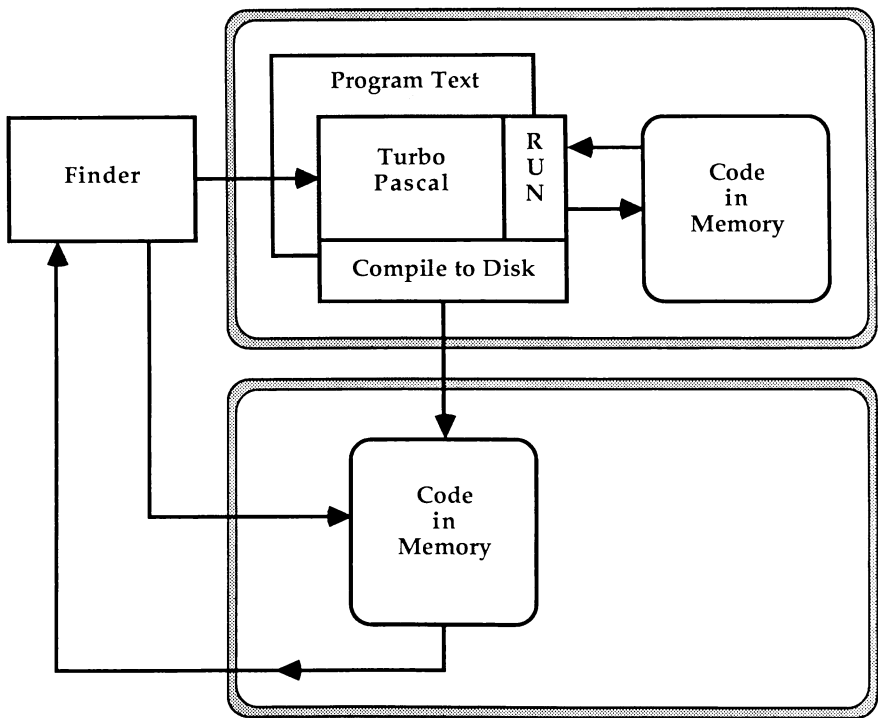 Program Text
Finder
Turbo
Pascal
R
U
N
Code
in
Memory
Compile to Disk
Code
in
Memory